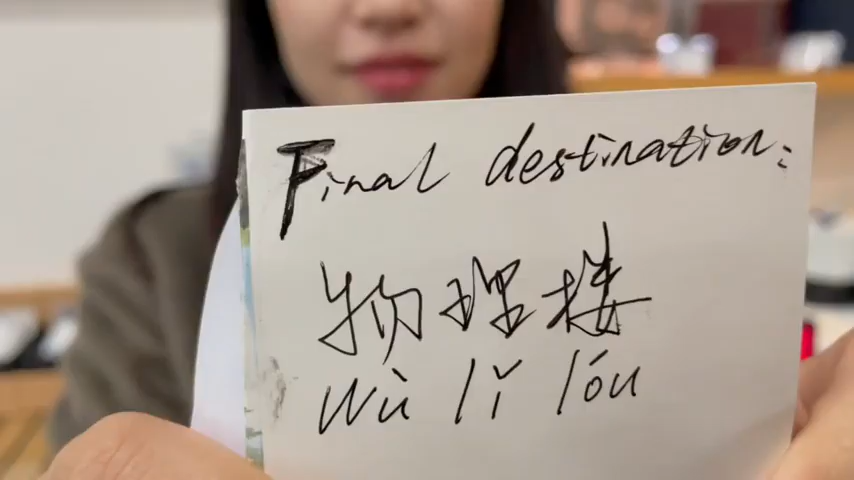 Final destination:
物理楼
wù lǐ lóu